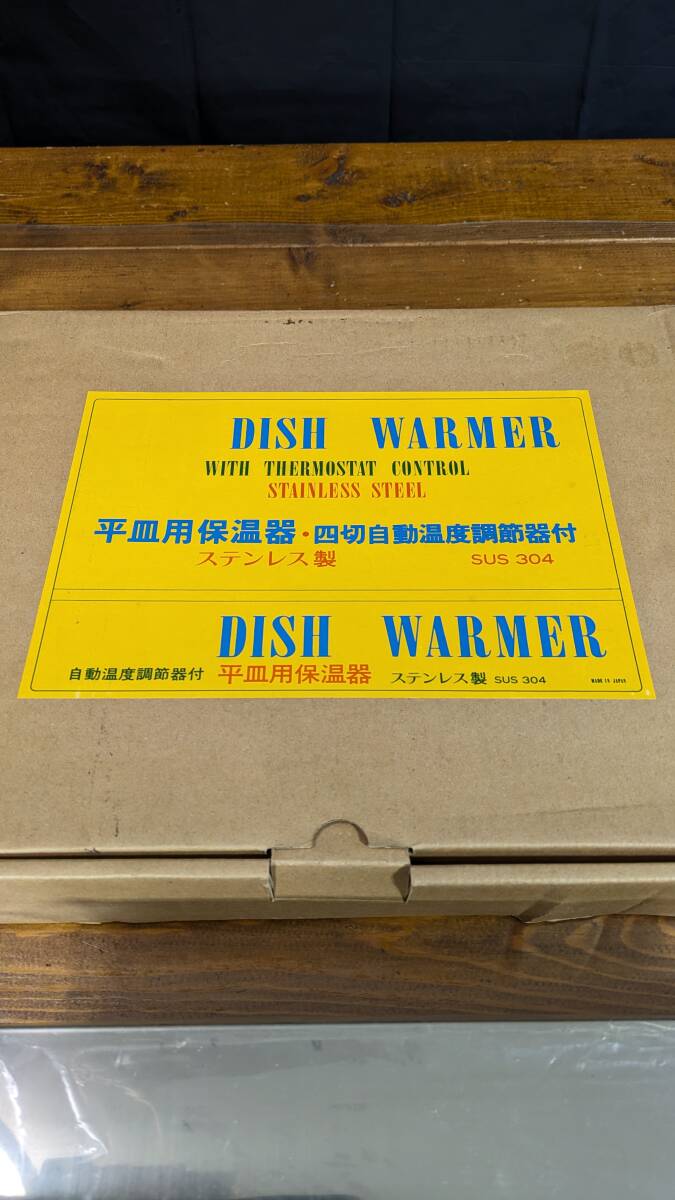 DISH WARMER
WITH THERMOSTAT CONTROL
STAINLESS STEEL
平皿用保温器・四切自動温度調節器付
ステンレス製 SUS 304
DISH WARMER
自動温度調節器付 平皿用保温器 ステンレス製 SUS 304 MADE IN JAPAN